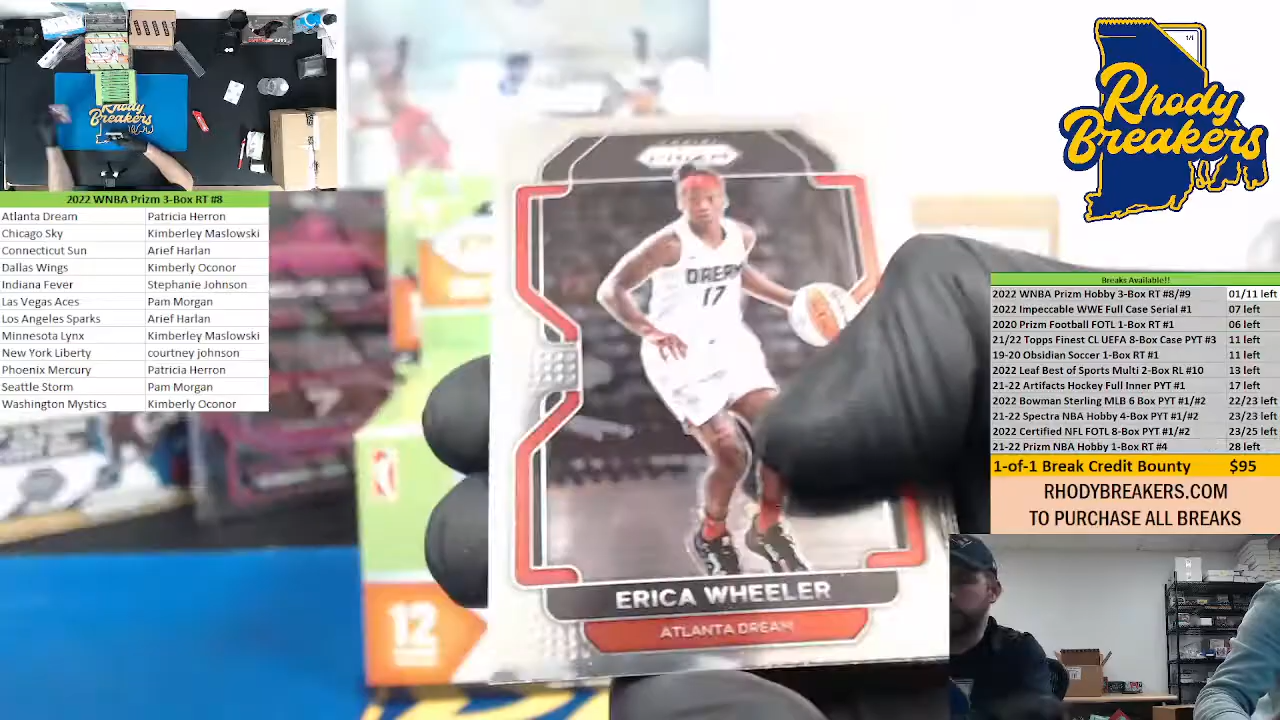 Rhody
Breakers
2022 WNBA Prizm 3-Box RT #8
Atlanta Dream Patricia Herron
Chicago Sky Kimberley Maslowski
Connecticut Sun Arief Harlan
Dallas Wings Kimberly Oconor
Indiana Fever Stephanie Johnson
Las Vegas Aces Pam Morgan
Los Angeles Sparks Arief Harlan
Minnesota Lynx Kimberley Maslowski
New York Liberty courtney johnson
Phoenix Mercury Patricia Herron
Seattle Storm Pam Morgan
Washington Mystics Kimberly Oconor
PRIZM
DREAM
17
ERICA WHEELER
ATLANTA DREAM
12
1/1
Rhody
Breakers
Breaks Available!!
2022 WNBA Prizm Hobby 3-Box RT #8/#9 01/11 left
2022 Impeccable WWE Full Case Serial #1 07 left
2020 Prizm Football FOTL 1-Box RT #1 06 left
21/22 Topps Finest CL UEFA 8-Box Case PYT #3 11 left
19-20 Obsidian Soccer 1-Box RT #1 11 left
2022 Leaf Best of Sports Multi 2-Box RL #10 13 left
21-22 Artifacts Hockey Full Inner PYT #1 17 left
2022 Bowman Sterling MLB 6 Box PYT #1/#2 22/23 left
21-22 Spectra NBA Hobby 4-Box PYT #1/#2 23/23 left
2022 Certified NFL FOTL 8-Box PYT #1/#2 23/25 left
21-22 Prizm NBA Hobby 1-Box RT #4 28 left
1-of-1 Break Credit Bounty $95
RHODYBREAKERS.COM
TO PURCHASE ALL BREAKS